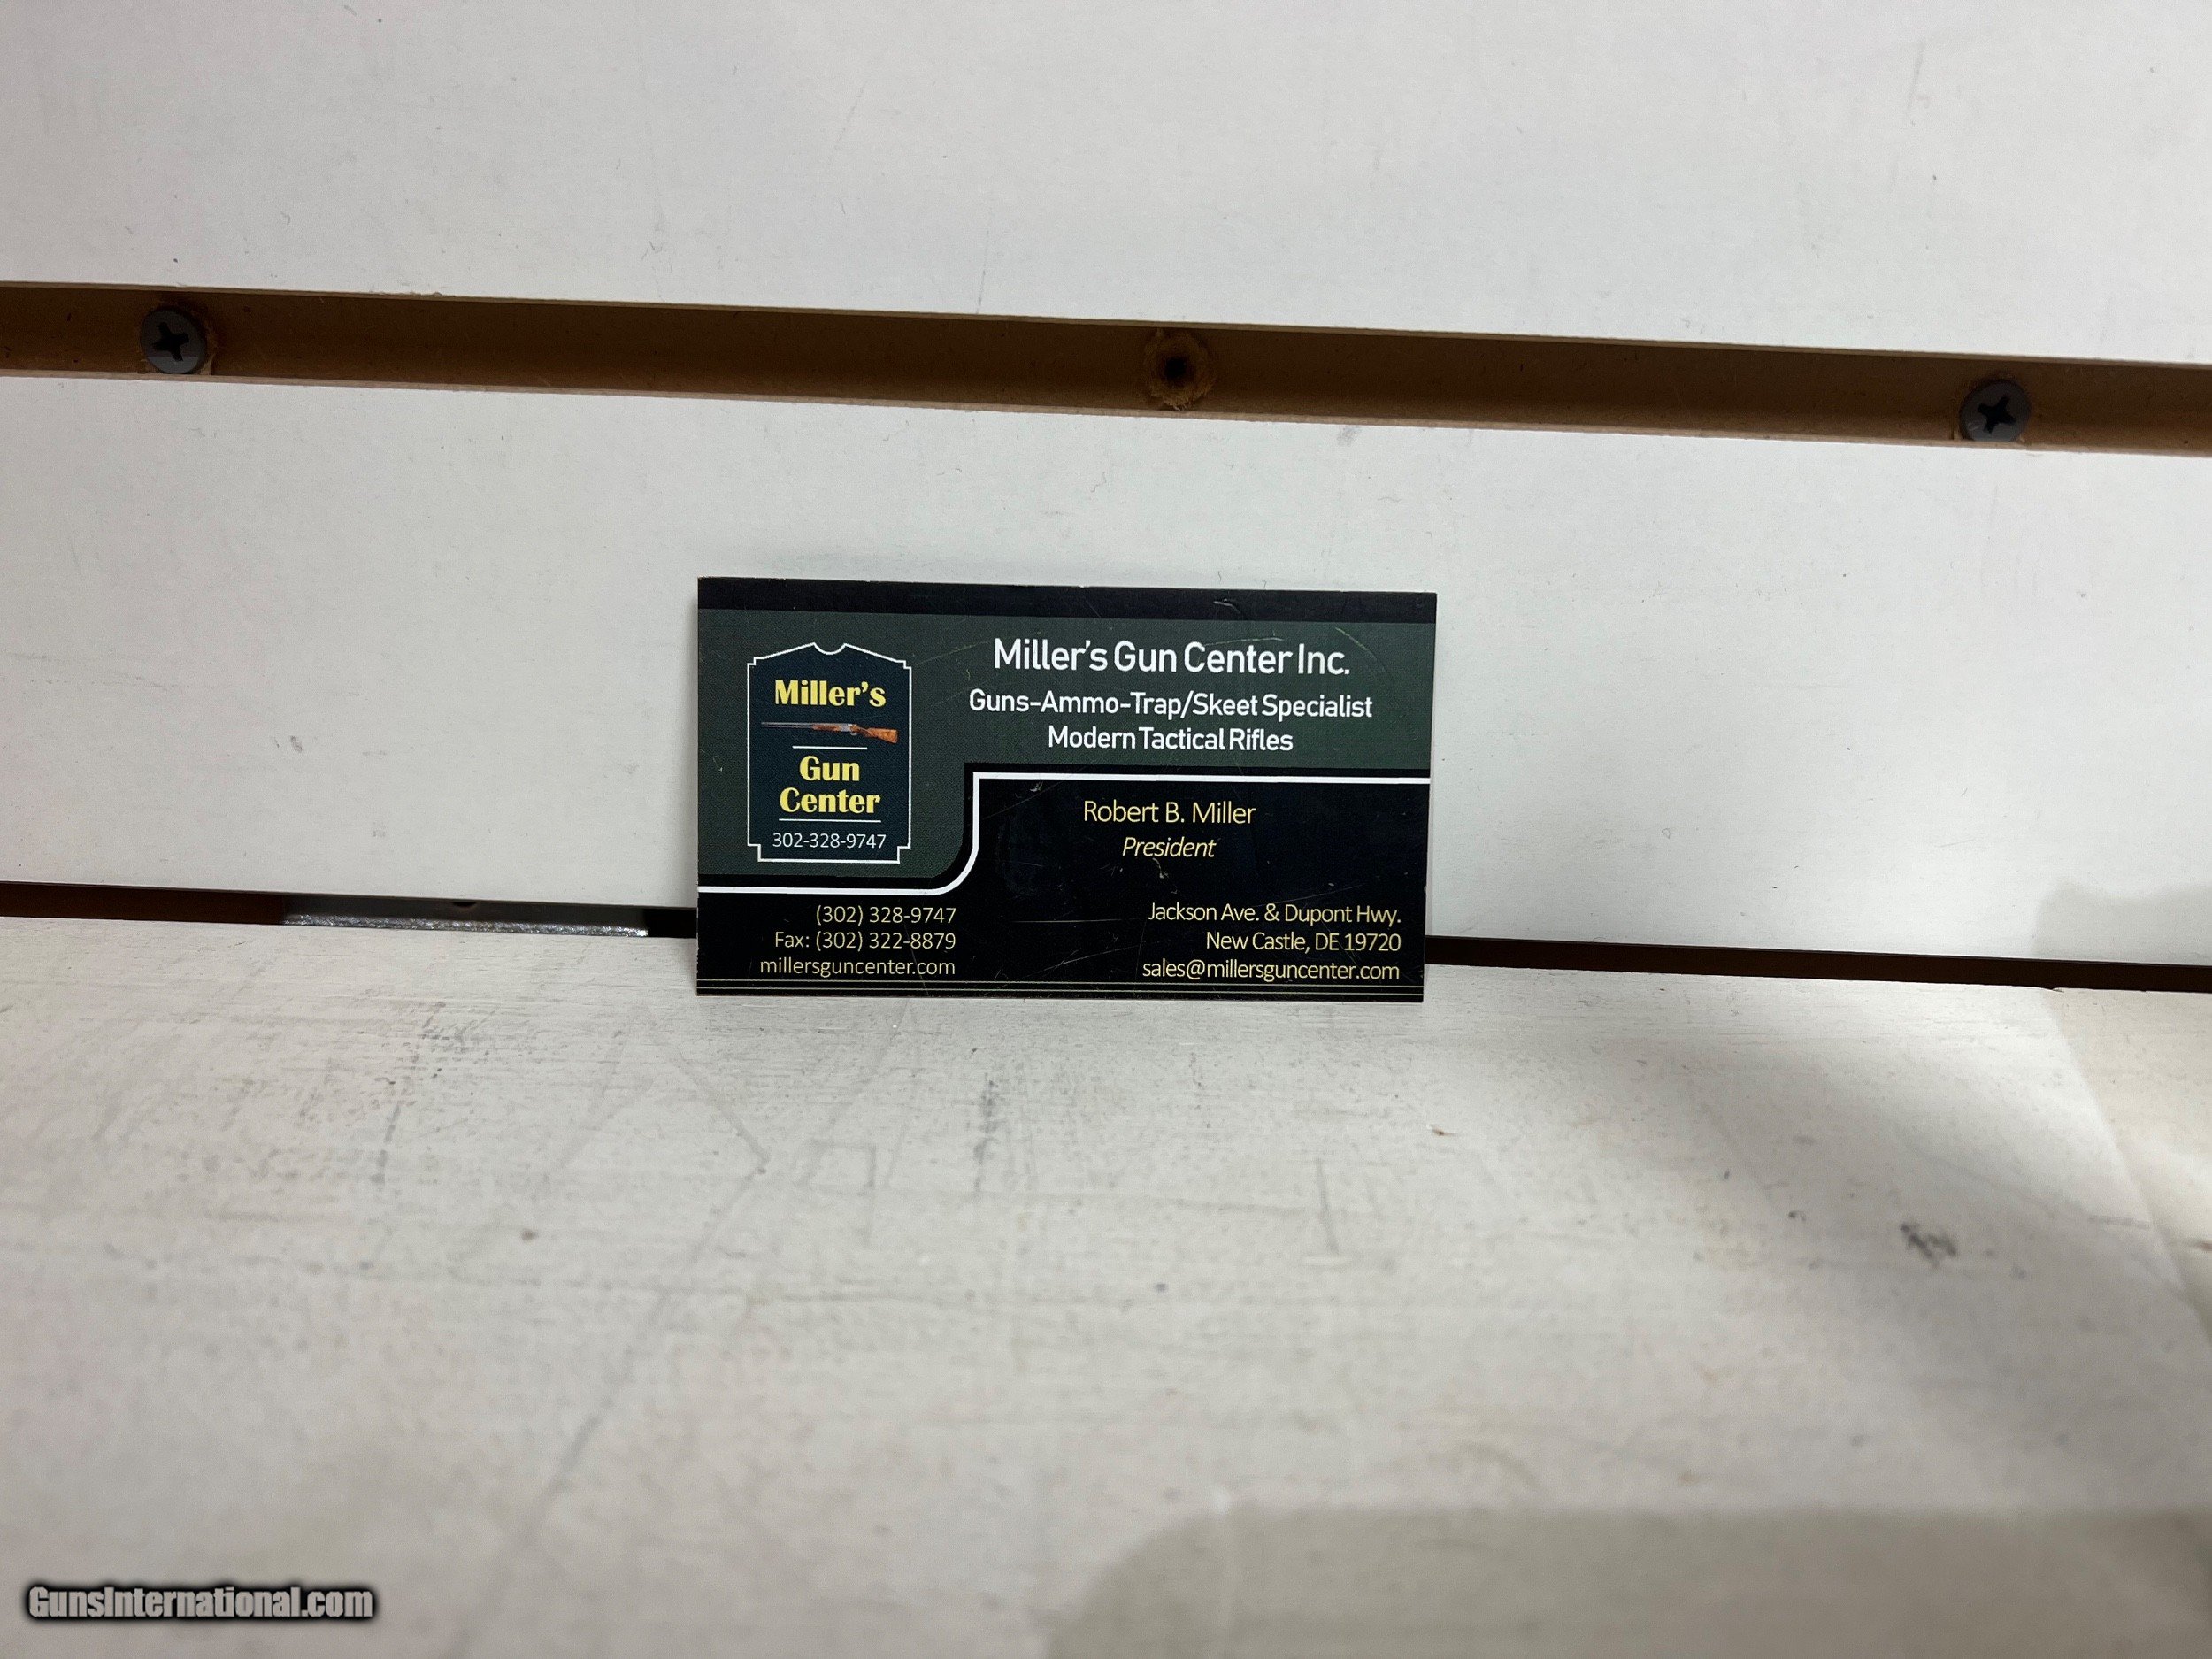 Miller's
Gun
Center
302-328-9747
Miller's Gun Center Inc.
Guns-Ammo-Trap/Skeet Specialist
Modern Tactical Rifles
Robert B. Miller
President
(302) 328-9747
Fax: (302) 322-8879
millersguncenter.com
Jackson Ave. & Dupont Hwy.
New Castle, DE 19720
sales@millersguncenter.com
GunsInternational.com